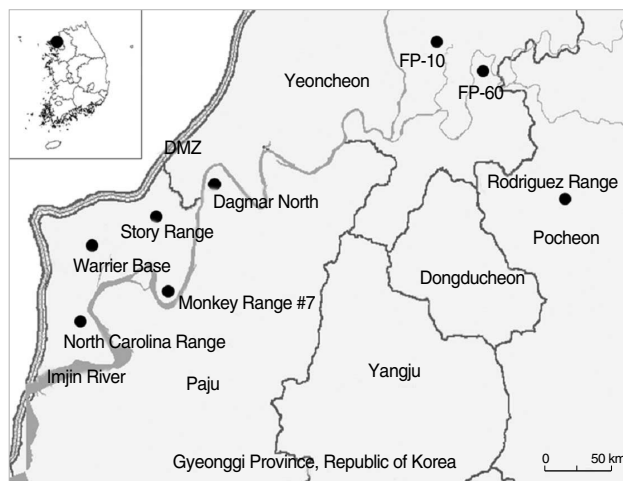 FP-10
Yeoncheon
FP-60
DMZ
Rodriguez Range
Dagmar North
Story Range
Pocheon
Warrier Base
Dongducheon
Monkey Range #7
North Carolina Range
Imjin River
Yangju
Paju
Gyeonggi Province, Republic of Korea
0 50 km